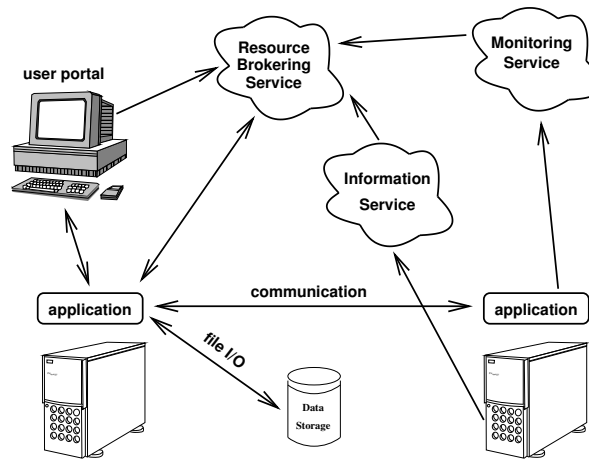 Resource
Brokering
Service
Monitoring
Service
user portal
Information
Service
application
communication
application
file I/O
Data
Storage